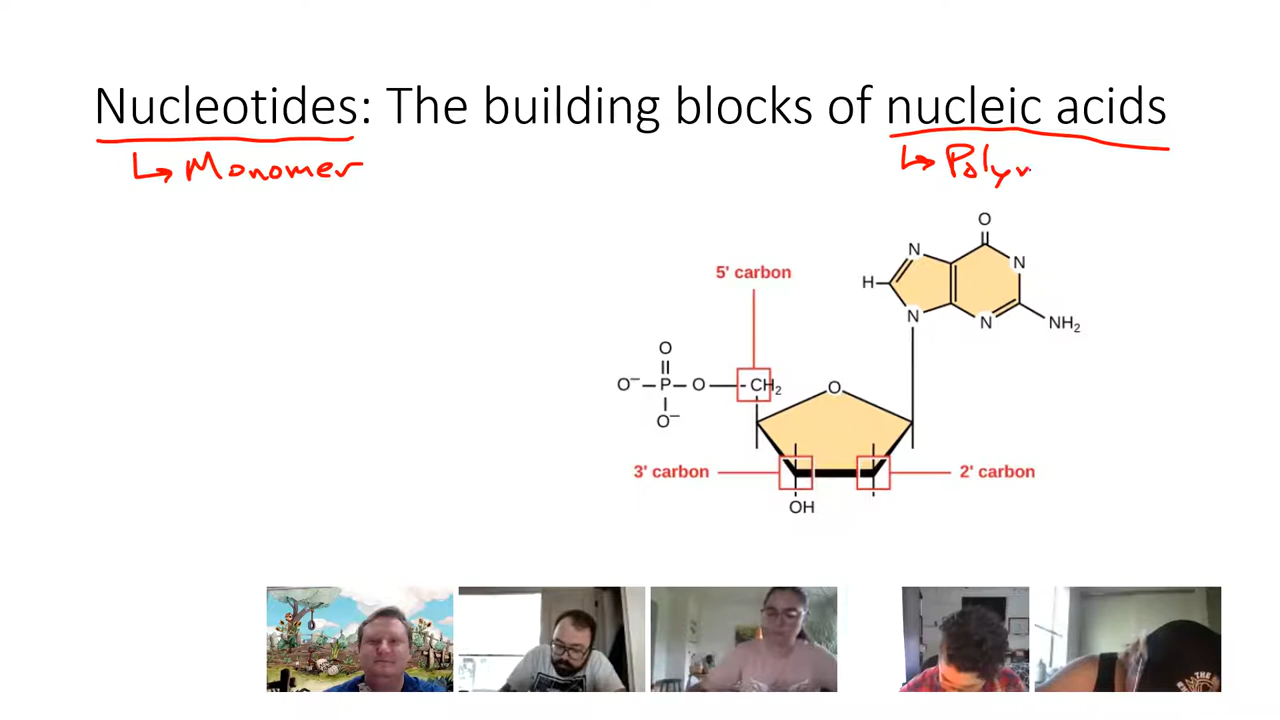 Nucleotides: The building blocks of nucleic acids
↳ Monomer
↳ Polym
O
N
N
5' carbon
H
N
N
NH₂
O
O⁻ P O CH₂
O
O⁻
3' carbon
2' carbon
OH